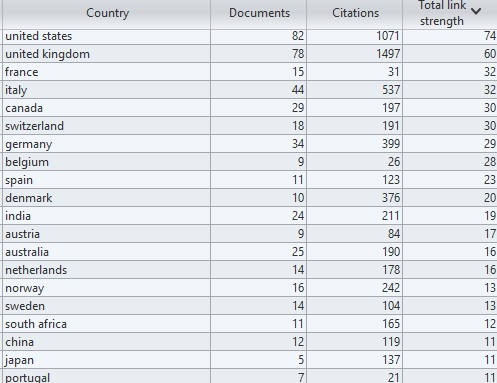 Country Documents Citations Total link strength
united states 82 1071 74
united kingdom 78 1497 60
france 15 31 32
italy 44 537 32
canada 29 197 30
switzerland 18 191 30
germany 34 399 29
belgium 9 26 28
spain 11 123 23
denmark 10 376 20
india 24 211 19
austria 9 84 17
australia 25 190 16
netherlands 14 178 16
norway 16 242 13
sweden 14 104 13
south africa 11 165 12
china 12 119 11
japan 5 137 11
portugal 7 21 11